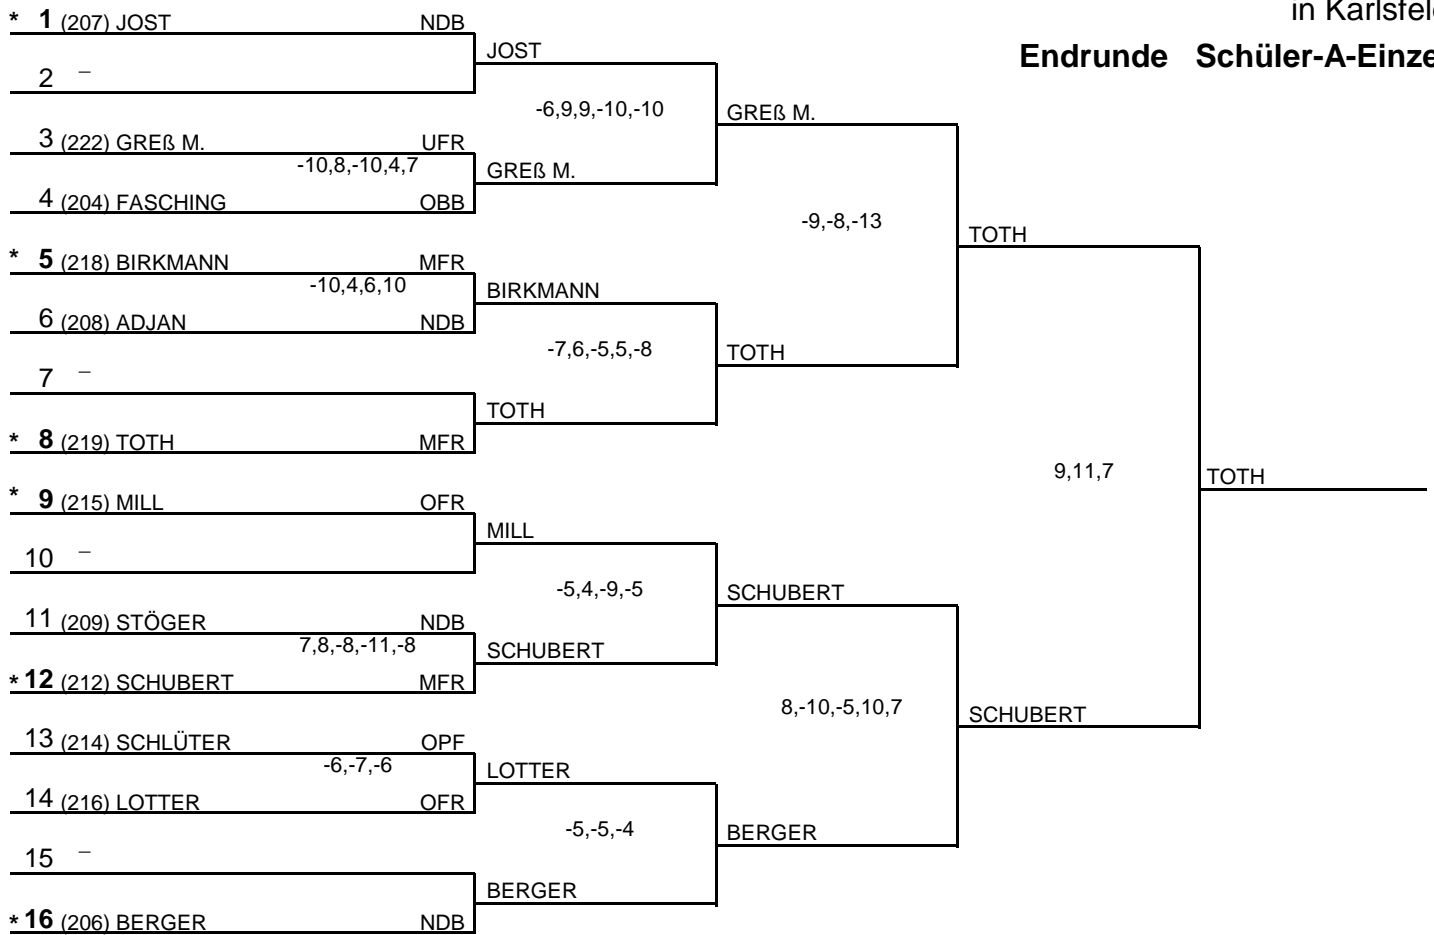 in Karlsfel
Endrunde Schüler-A-Einze
* 1 (207) JOST NDB
JOST
2 –
-6,9,9,-10,-10
GREß M.
3 (222) GREß M. UFR
-10,8,-10,4,7
GREß M.
4 (204) FASCHING OBB
-9,-8,-13
TOTH
* 5 (218) BIRKMANN MFR
-10,4,6,10
BIRKMANN
6 (208) ADJAN NDB
-7,6,-5,5,-8
TOTH
7 –
TOTH
* 8 (219) TOTH MFR
9,11,7
TOTH
* 9 (215) MILL OFR
MILL
10 –
-5,4,-9,-5
SCHUBERT
11 (209) STÖGER NDB
7,8,-8,-11,-8
SCHUBERT
* 12 (212) SCHUBERT MFR
8,-10,-5,10,7
SCHUBERT
13 (214) SCHLÜTER OPF
-6,-7,-6
LOTTER
14 (216) LOTTER OFR
-5,-5,-4
BERGER
15 –
BERGER
* 16 (206) BERGER NDB